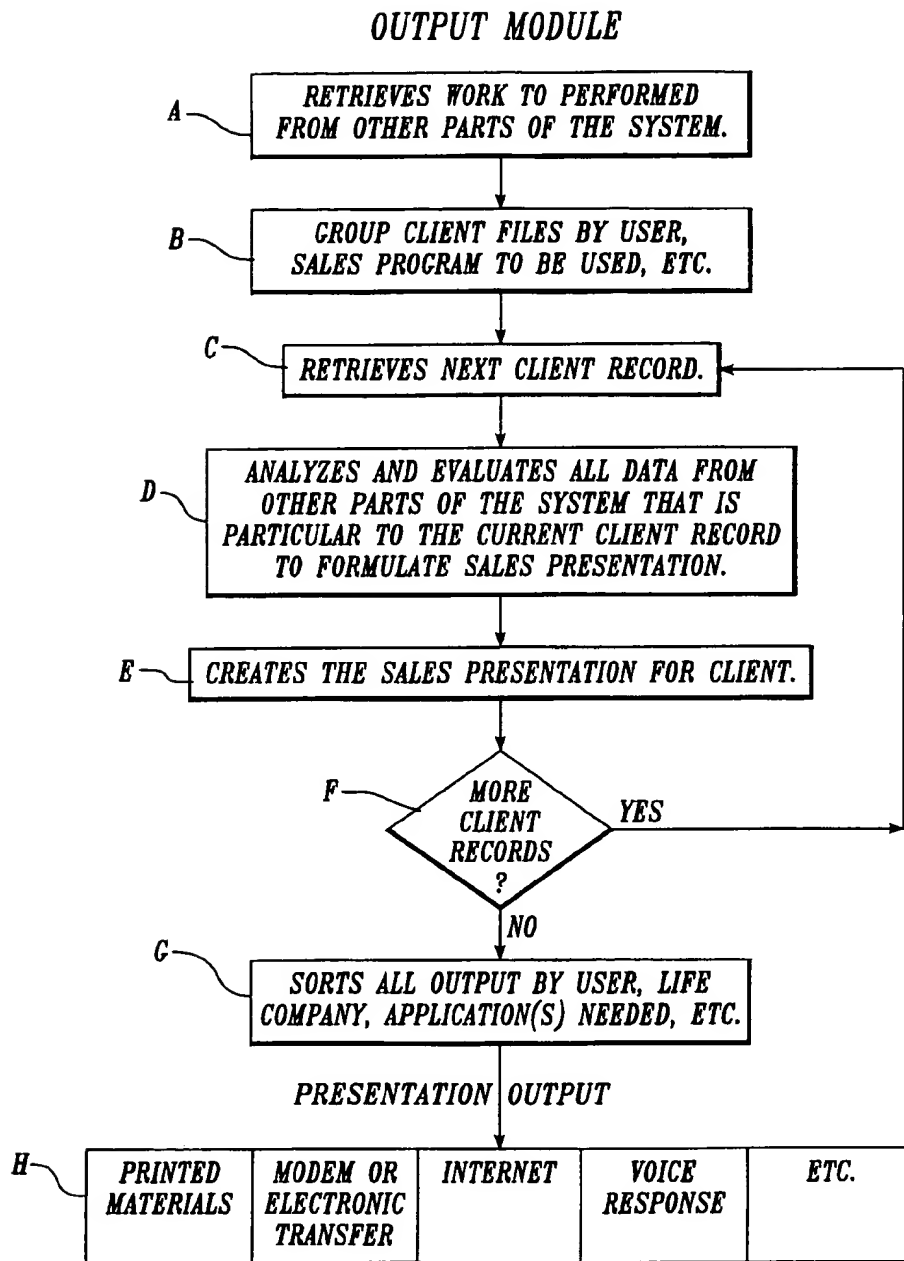 OUTPUT MODULE
A
RETRIEVES WORK TO PERFORMED
FROM OTHER PARTS OF THE SYSTEM.
B
GROUP CLIENT FILES BY USER,
SALES PROGRAM TO BE USED, ETC.
C
RETRIEVES NEXT CLIENT RECORD.
D
ANALYZES AND EVALUATES ALL DATA FROM
OTHER PARTS OF THE SYSTEM THAT IS
PARTICULAR TO THE CURRENT CLIENT RECORD
TO FORMULATE SALES PRESENTATION.
E
CREATES THE SALES PRESENTATION FOR CLIENT.
F
MORE
CLIENT
RECORDS
?
YES
NO
G
SORTS ALL OUTPUT BY USER, LIFE
COMPANY, APPLICATION(S) NEEDED, ETC.
PRESENTATION OUTPUT
H
PRINTED
MATERIALS
MODEM OR
ELECTRONIC
TRANSFER
INTERNET
VOICE
RESPONSE
ETC.